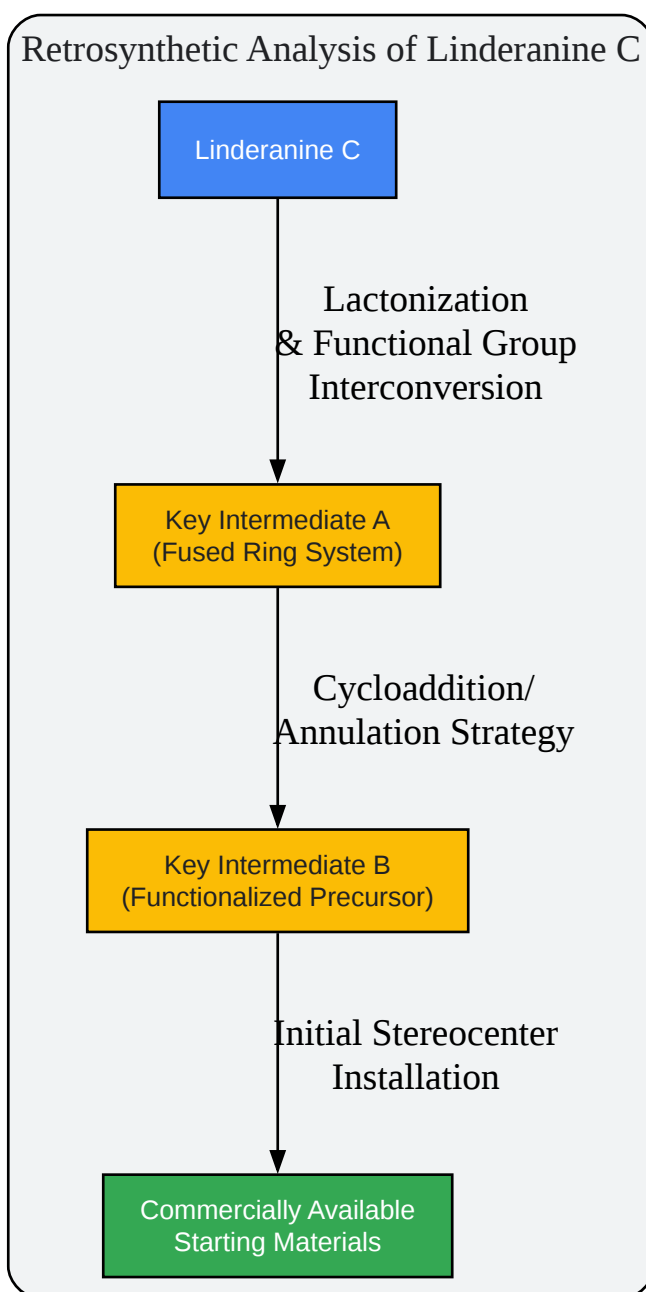 Retrosynthetic Analysis of Linderanine C
Linderanine C
Lactonization
& Functional Group
Interconversion
Key Intermediate A
(Fused Ring System)
Cycloaddition/
Annulation Strategy
Key Intermediate B
(Functionalized Precursor)
Initial Stereocenter
Installation
Commercially Available
Starting Materials